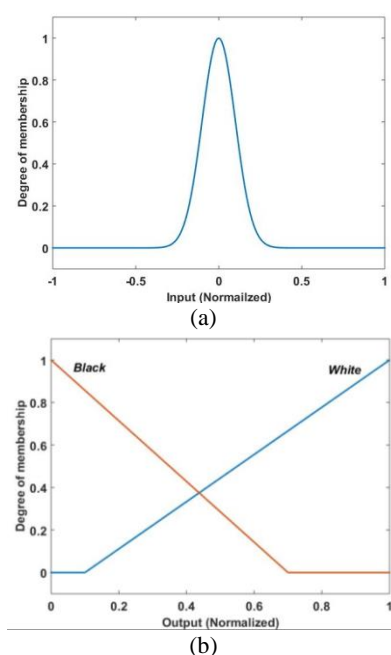 1
0.8
0.6
0.4
0.2
0
Degree of membership
-1 -0.5 0 0.5 1
Input (Normailzed)
(a)
1
0.8
0.6
0.4
0.2
0
Degree of membership
Black White
0 0.2 0.4 0.6 0.8 1
Output (Normalized)
(b)